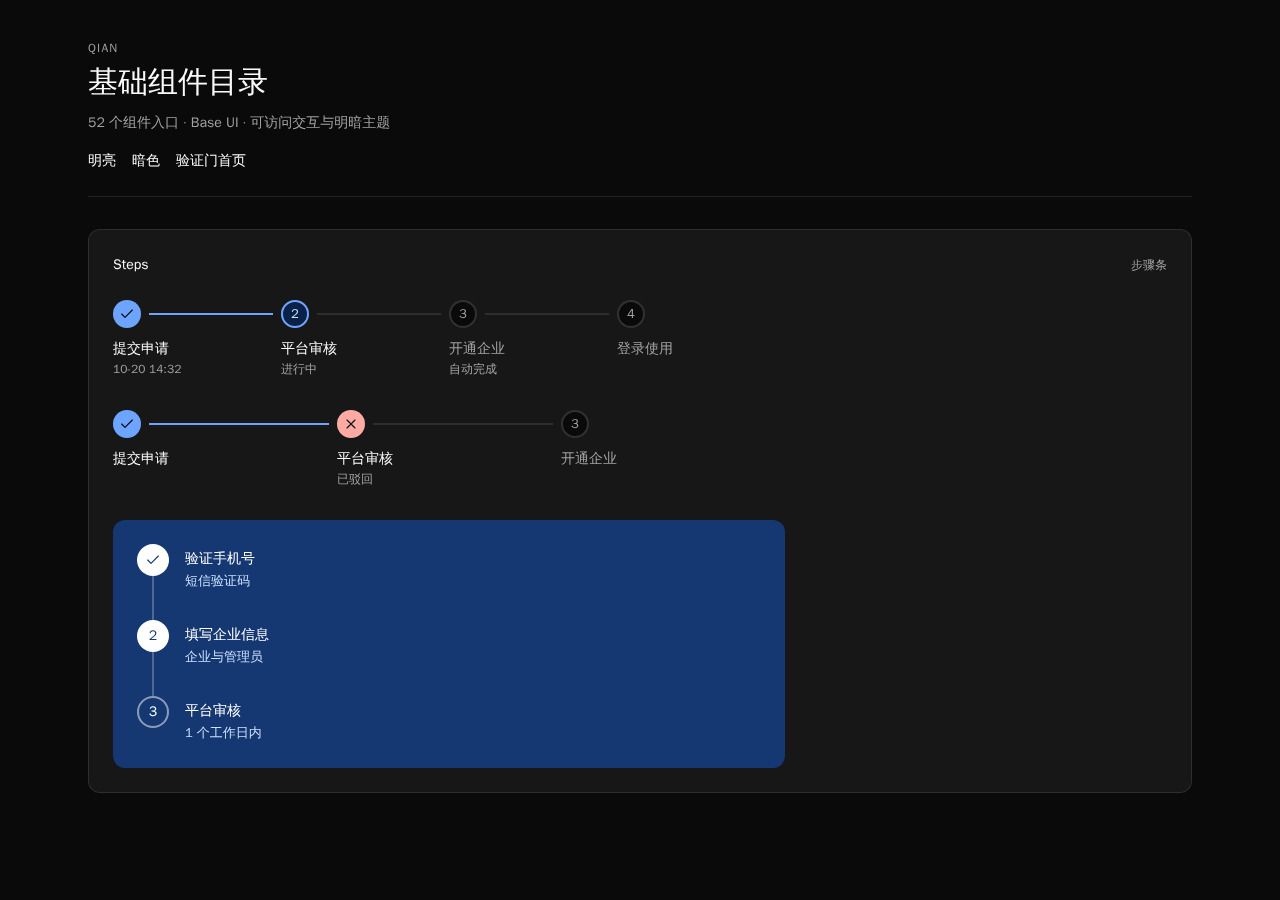 QIAN
基础组件目录
52 个组件入口 · Base UI · 可访问交互与明暗主题
明亮 暗色 验证门首页
Steps 步骤条
2 3 4
提交申请 平台审核 开通企业 登录使用
10-20 14:32 进行中 自动完成
3
提交申请 平台审核 开通企业
已驳回
验证手机号
短信验证码
2 填写企业信息
企业与管理员
3 平台审核
1 个工作日内